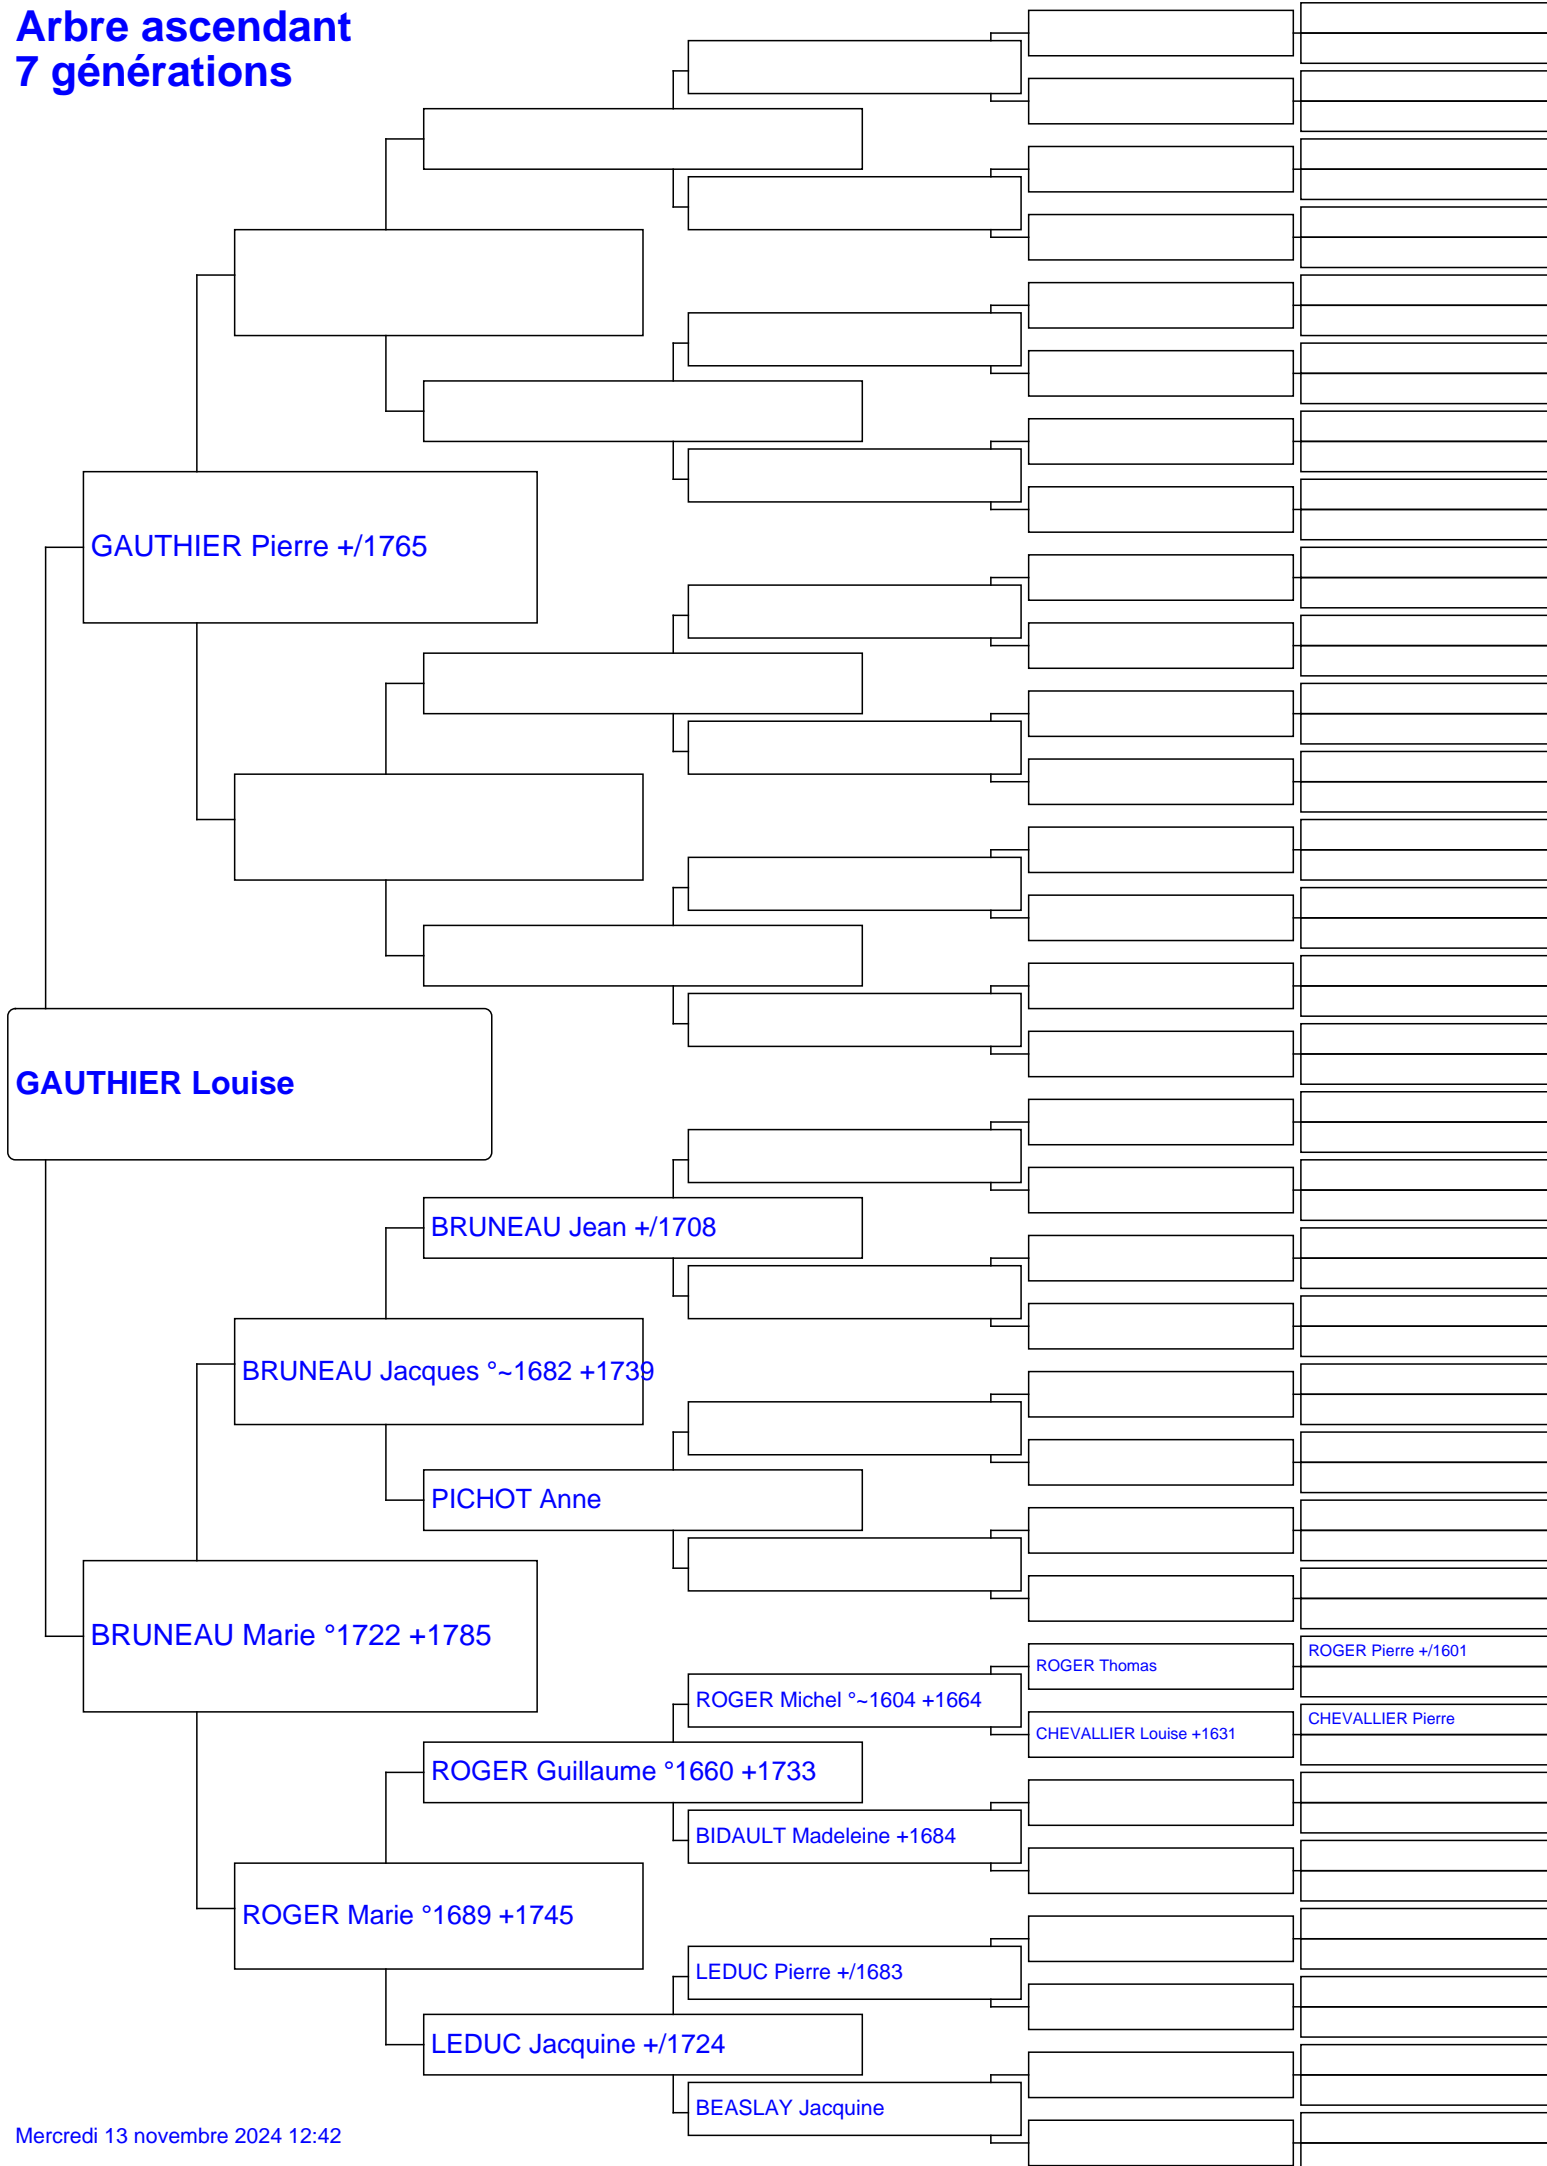 Arbre ascendant
7 générations
GAUTHIER Pierre +/1765
GAUTHIER Louise
BRUNEAU Jean +/1708
BRUNEAU Jacques °~1682 +1739
PICHOT Anne
BRUNEAU Marie °1722 +1785
ROGER Pierre +/1601
ROGER Thomas
ROGER Michel °~1604 +1664
CHEVALLIER Pierre
CHEVALLIER Louise +1631
ROGER Guillaume °1660 +1733
BIDAULT Madeleine +1684
ROGER Marie °1689 +1745
LEDUC Pierre +/1683
LEDUC Jacquine +/1724
BEASLAY Jacquine
Mercredi 13 novembre 2024 12:42